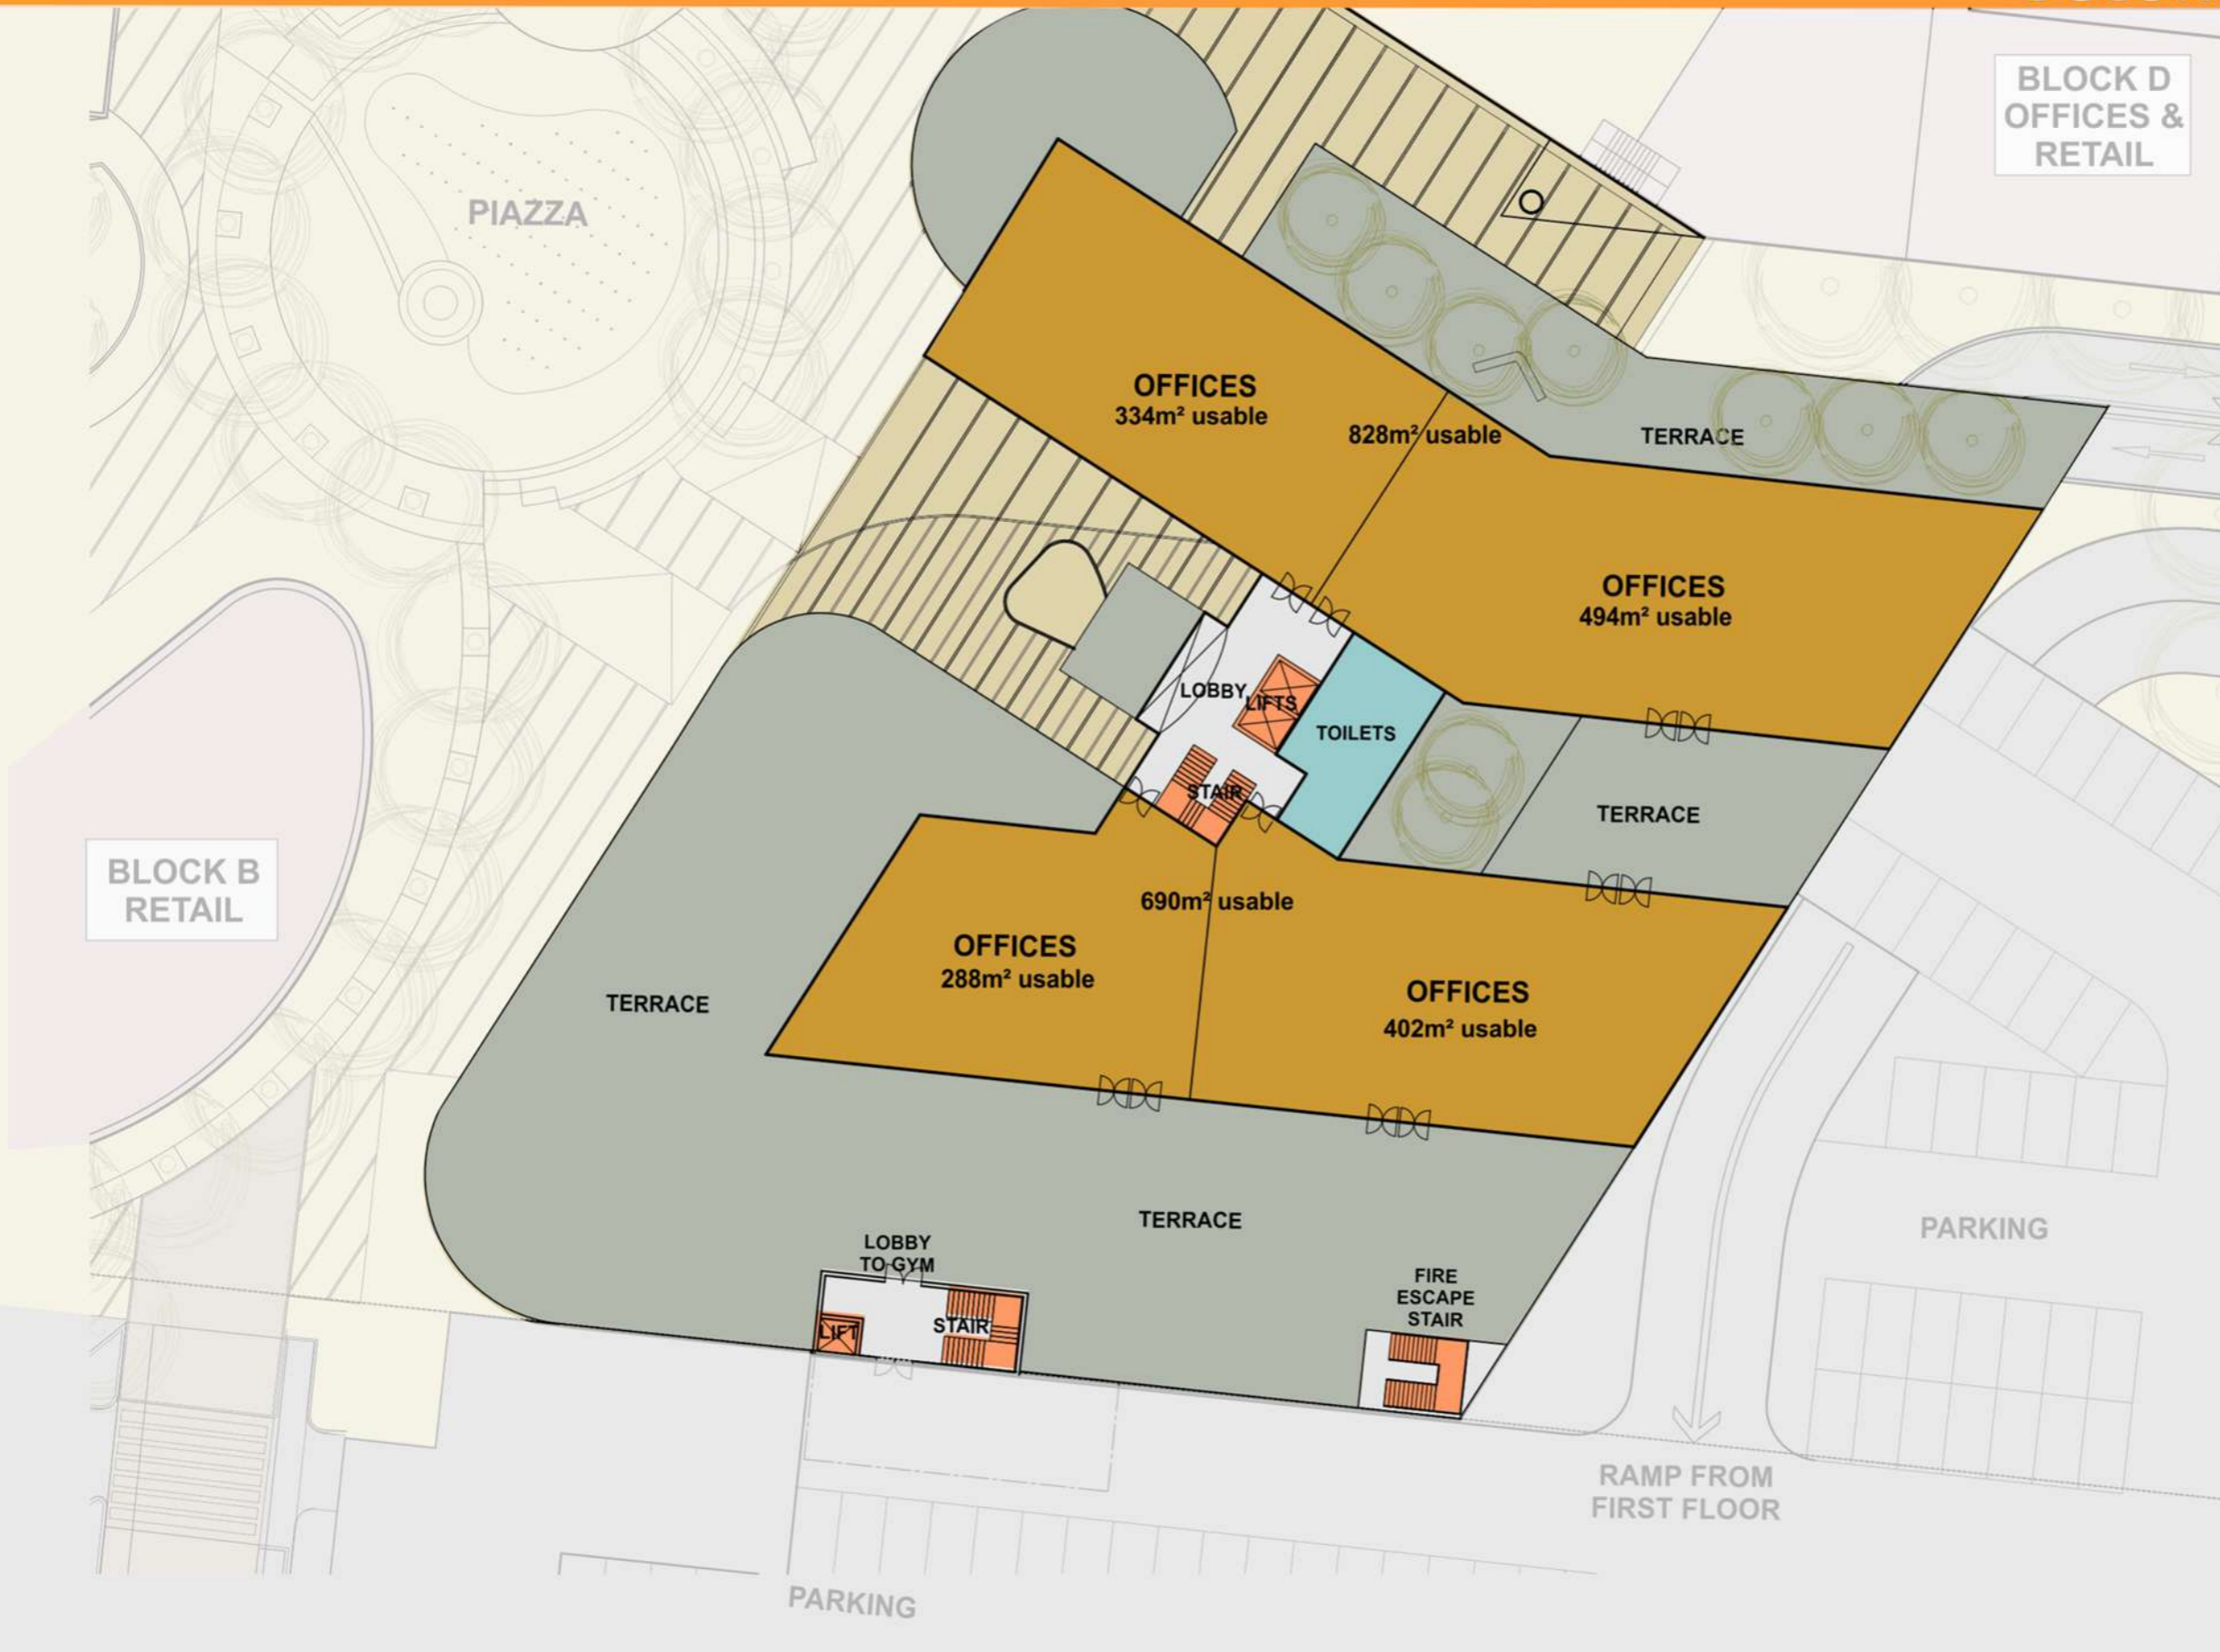 BLOCK D
OFFICES &
RETAIL
PIAZZA
OFFICES
334m² usable
828m² usable
TERRACE
OFFICES
494m² usable
LOBBY
LIFTS
TOILETS
STAIR
TERRACE
BLOCK B
RETAIL
690m² usable
OFFICES
288m² usable
OFFICES
402m² usable
TERRACE
TERRACE
LOBBY
TO GYM
LIFT
STAIR
FIRE
ESCAPE
STAIR
PARKING
RAMP FROM
FIRST FLOOR
PARKING